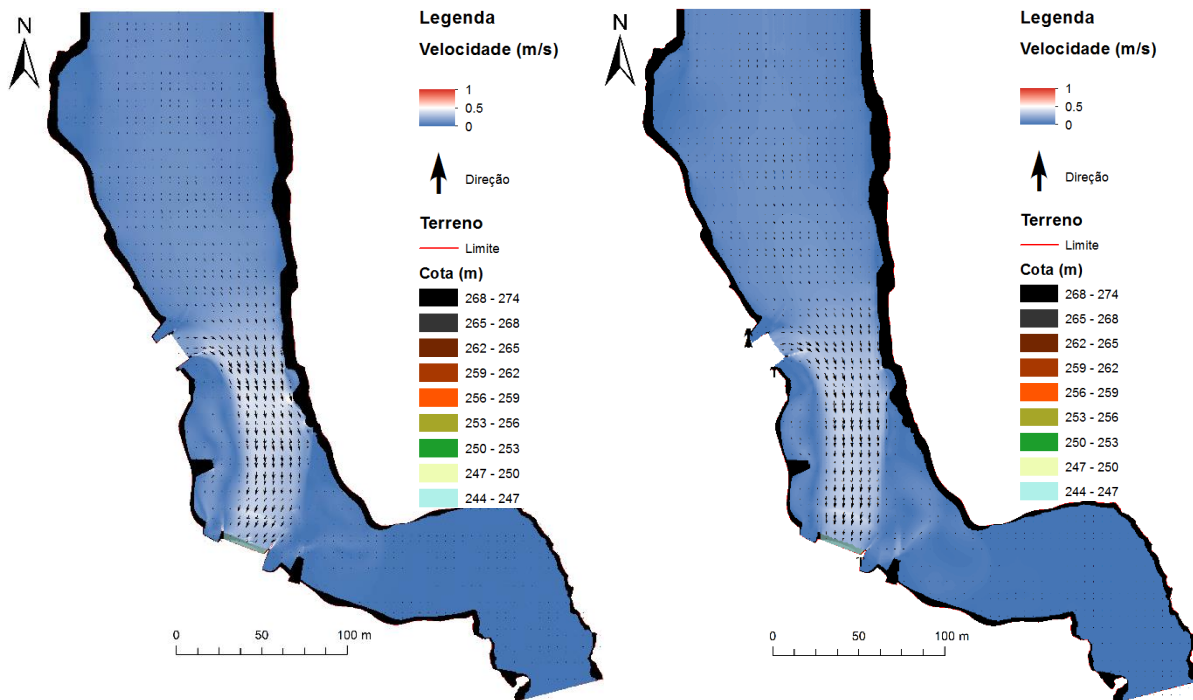 N
Legenda
Velocidade (m/s)
1
0.5
0
Direção
Terreno
Limite
Cota (m)
268 - 274
265 - 268
262 - 265
259 - 262
256 - 259
253 - 256
250 - 253
247 - 250
244 - 247
0 50 100 m
N
Legenda
Velocidade (m/s)
1
0.5
0
Direção
Terreno
Limite
Cota (m)
268 - 274
265 - 268
262 - 265
259 - 262
256 - 259
253 - 256
250 - 253
247 - 250
244 - 247
0 50 100 m